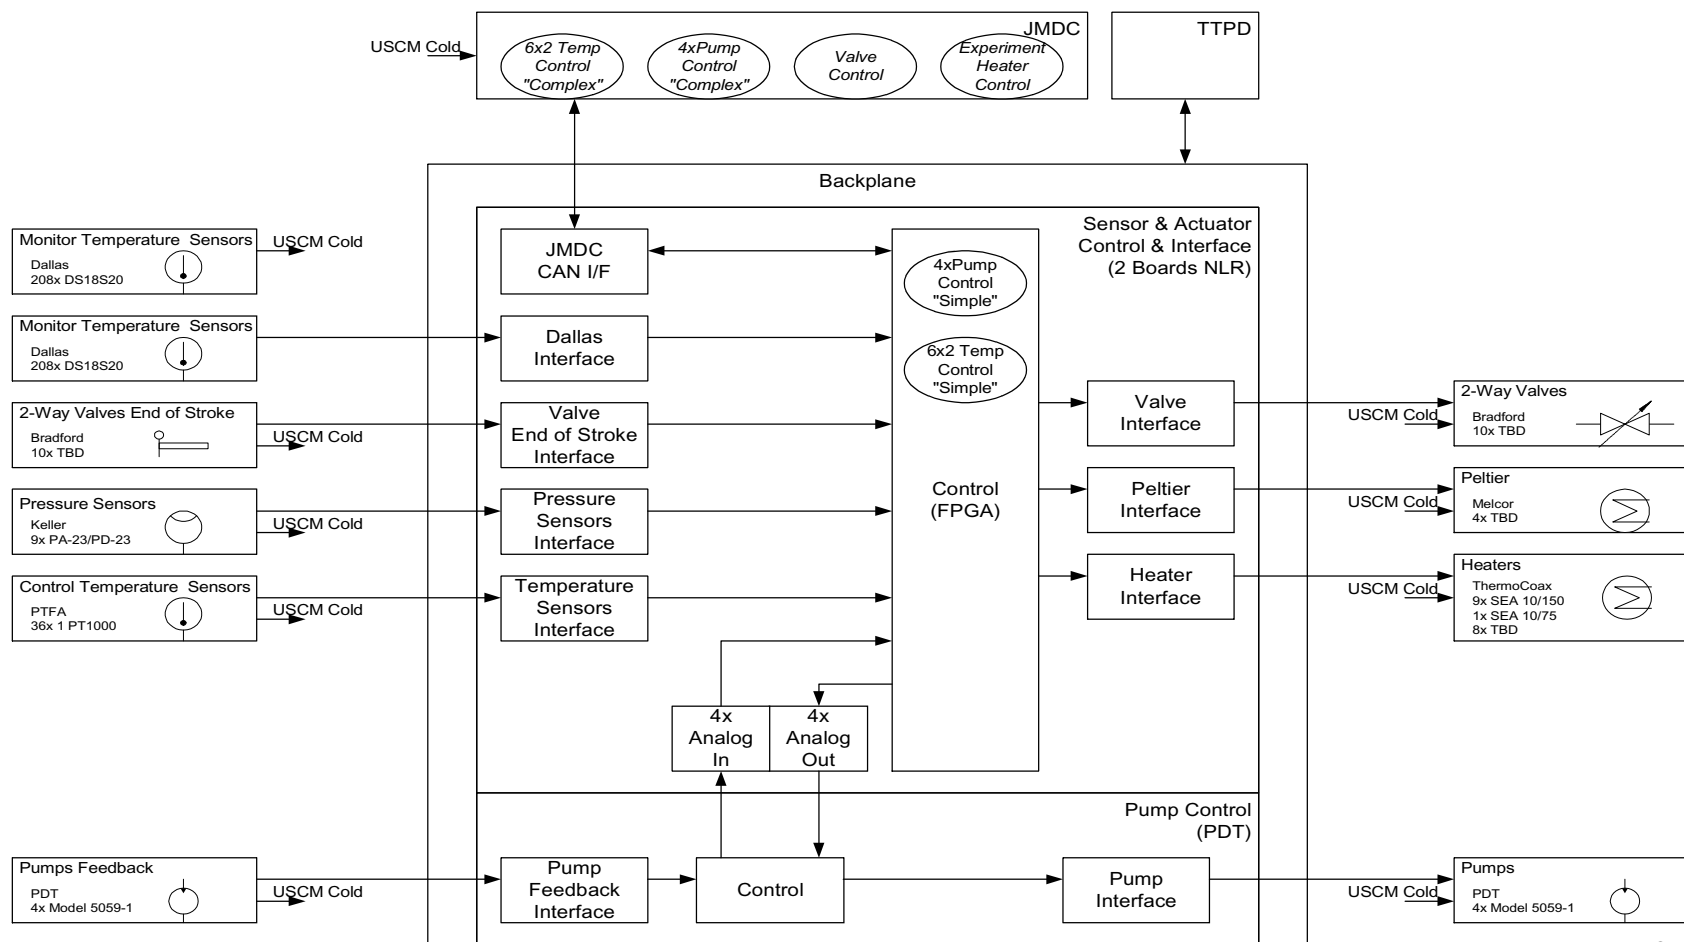 JMDC
TTPD
USCM Cold
6x2 Temp
Control
"Complex"
4xPump
Control
"Complex"
Valve
Control
Experiment
Heater
Control
Backplane
Sensor & Actuator
Control & Interface
(2 Boards NLR)
Monitor Temperature Sensors
Dallas
208x DS18S20
USCM Cold
JMDC
CAN I/F
4xPump
Control
"Simple"
Monitor Temperature Sensors
Dallas
208x DS18S20
Dallas
Interface
6x2 Temp
Control
"Simple"
2-Way Valves End of Stroke
Bradford
10x TBD
USCM Cold
Valve
End of Stroke
Interface
Valve
Interface
USCM Cold
2-Way Valves
Bradford
10x TBD
Pressure Sensors
Keller
9x PA-23/PD-23
USCM Cold
Pressure
Sensors
Interface
Control
(FPGA)
Peltier
Interface
USCM Cold
Peltier
Melcor
4x TBD
Control Temperature Sensors
PTFA
36x 1 PT1000
USCM Cold
Temperature
Sensors
Interface
Heater
Interface
USCM Cold
Heaters
ThermoCoax
9x SEA 10/150
1x SEA 10/75
8x TBD
4x
Analog
In
4x
Analog
Out
Pump Control
(PDT)
Pumps Feedback
PDT
4x Model 5059-1
USCM Cold
Pump
Feedback
Interface
Control
Pump
Interface
USCM Cold
Pumps
PDT
4x Model 5059-1